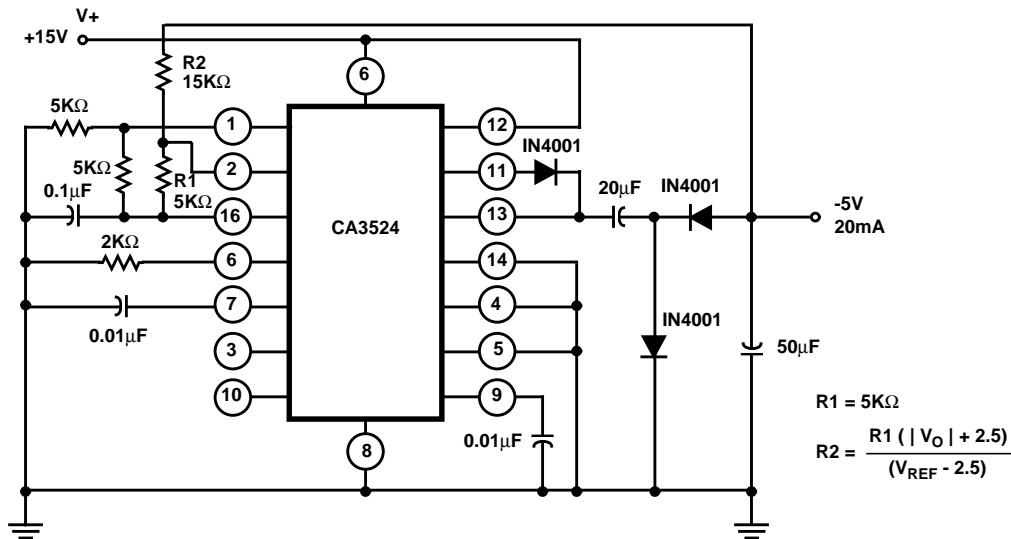 V+
+15V
R2
15KΩ
6
5KΩ
1
12
IN4001
5KΩ
2
11
R1
5KΩ
0.1μF
20μF
IN4001
-5V
20mA
16
CA3524
13
2KΩ
6
14
0.01μF
7
4
IN4001
3
5
50μF
10
9
0.01μF
8
R1 = 5KΩ
R2 = R1 ( | VO | + 2.5)
(VREF - 2.5)